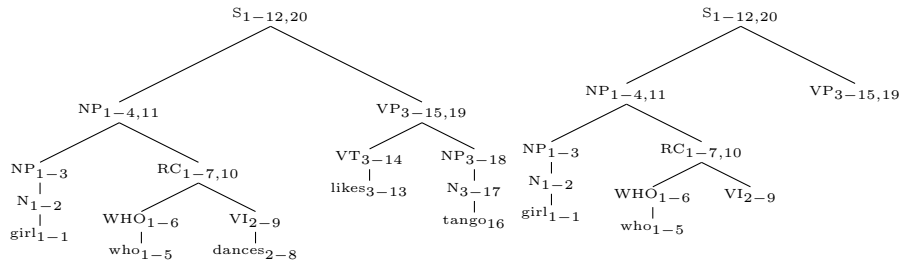 S1−12,20 S1−12,20
NP1−4,11 VP3−15,19 NP1−4,11 VP3−15,19
NP1−3 RC1−7,10 VT3−14 NP3−18 NP1−3 RC1−7,10
N1−2 WHO1−6 VI2−9 likes3−13 N3−17 N1−2 WHO1−6 VI2−9
girl1−1 who1−5 dances2−8 tango16 girl1−1 who1−5